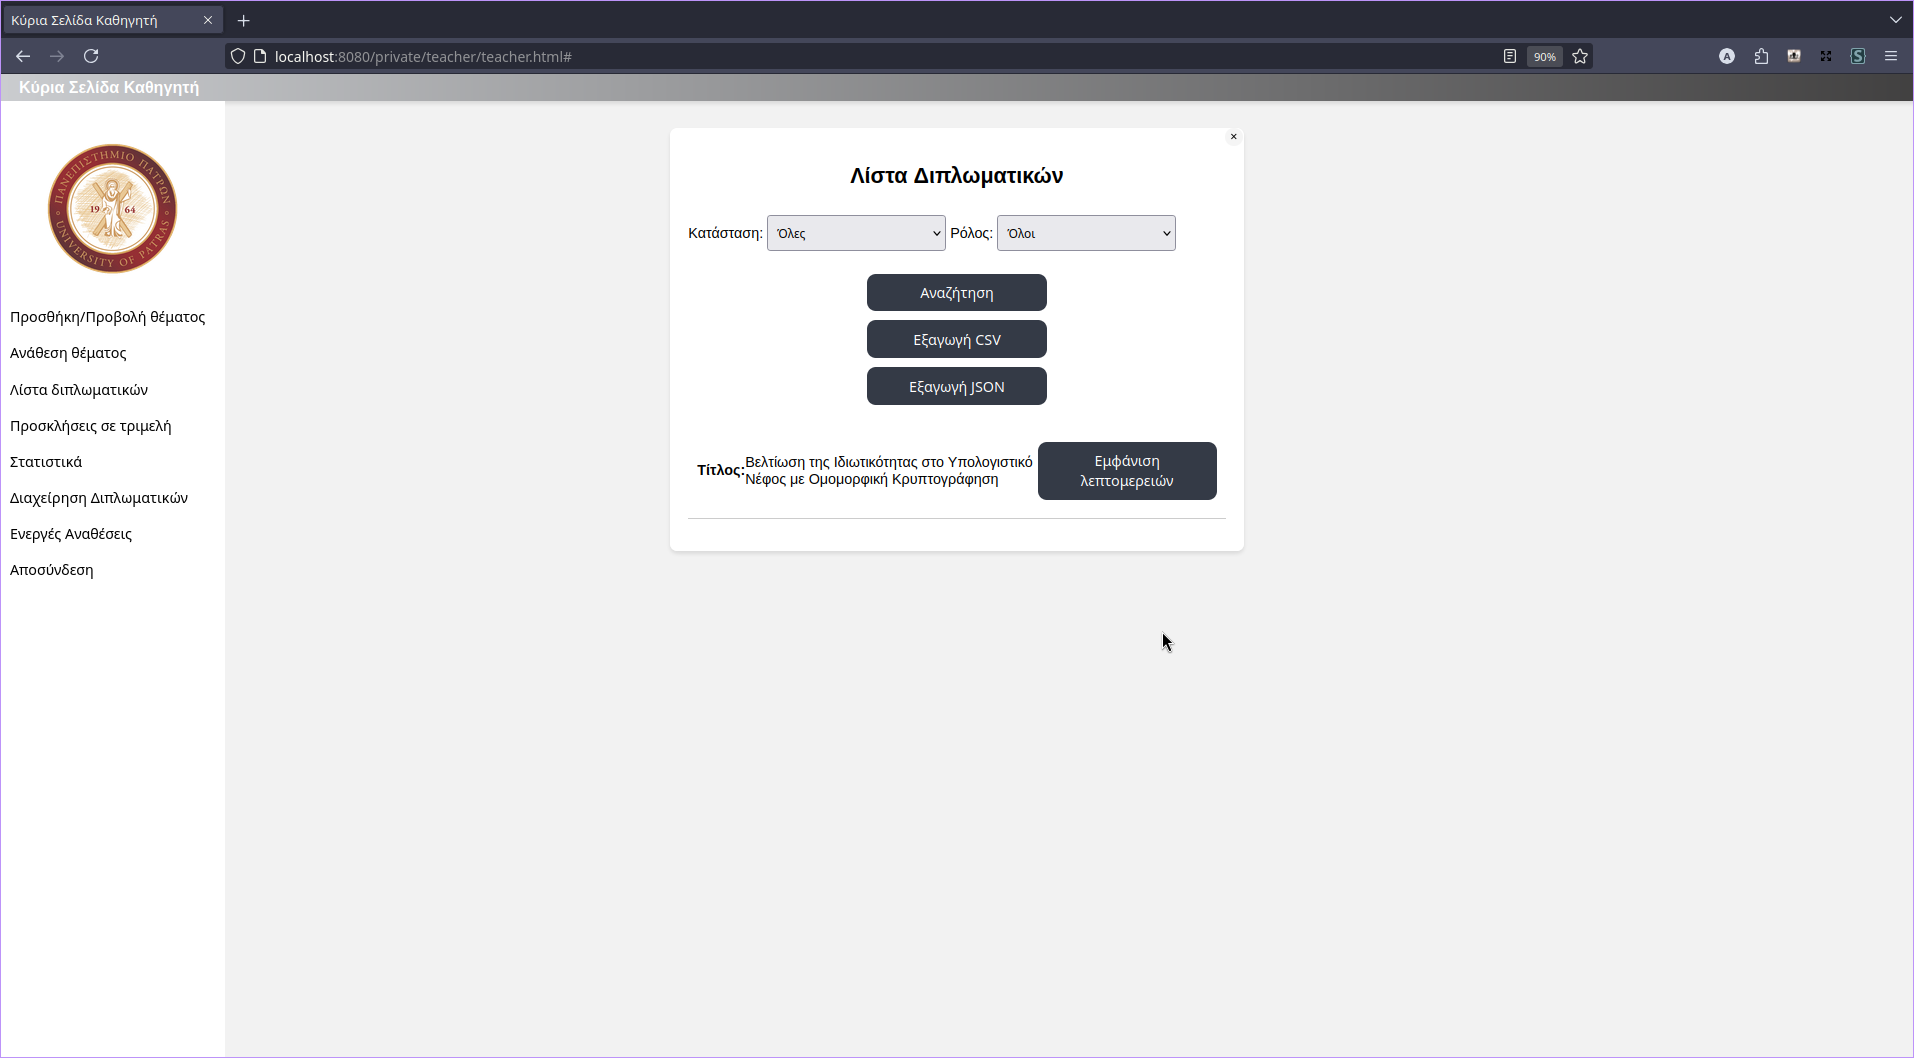 Κύρια Σελίδα Καθηγητή
localhost:8080/private/teacher/teacher.html#
90%
A
S
Κύρια Σελίδα Καθηγητή
ΠΑΝΕΠΙΣΤΗΜΙΟ ΠΑΤΡΩΝ
19 64
UNIVERSITY OF PATRAS
Προσθήκη/Προβολή θέματος
Ανάθεση θέματος
Λίστα διπλωματικών
Προσκλήσεις σε τριμελή
Στατιστικά
Διαχείρηση Διπλωματικών
Ενεργές Αναθέσεις
Αποσύνδεση
Λίστα Διπλωματικών
Κατάσταση: Όλες Ρόλος: Όλοι
Αναζήτηση
Εξαγωγή CSV
Εξαγωγή JSON
Τίτλος: Βελτίωση της Ιδιωτικότητας στο Υπολογιστικό
Νέφος με Ομομορφική Κρυπτογράφηση
Εμφάνιση
λεπτομερειών